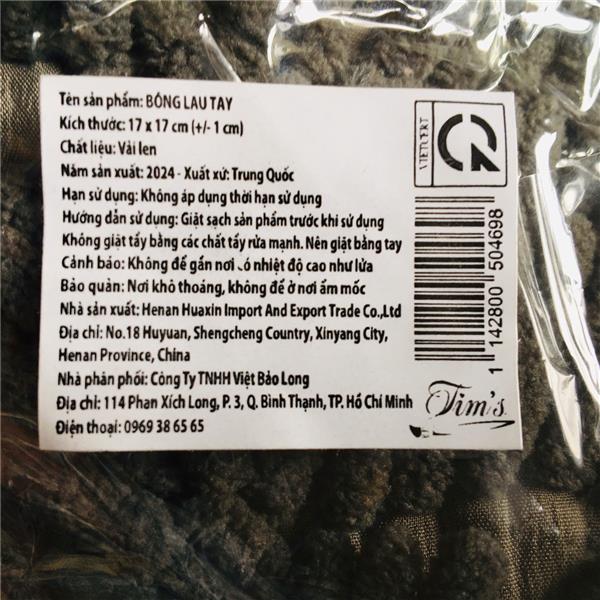 Tên sản phẩm: BÔNG LAU TAY
Kích thước: 17 x 17 cm (+/- 1 cm)
Chất liệu: Vải len
Năm sản xuất: 2024 - Xuất xứ: Trung Quốc
Hạn sử dụng: Không áp dụng thời hạn sử dụng
Hướng dẫn sử dụng: Giặt sạch sản phẩm trước khi sử dụng
Không giặt tẩy bằng các chất tẩy rửa mạnh. Nên giặt bằng tay
Cảnh báo: Không để gần nơi có nhiệt độ cao như lửa
Bảo quản: Nơi khô thoáng, không để ở nơi ẩm mốc
Nhà sản xuất: Henan Huaxin Import And Export Trade Co.,Ltd
Địa chỉ: No.18 Huyuan, Shengcheng Country, Xinyang City,
Henan Province, China
Nhà phân phối: Công Ty TNHH Việt Bảo Long
Địa chỉ: 114 Phan Xích Long, P. 3, Q. Bình Thạnh, TP. Hồ Chí Minh
Điện thoại: 0969 38 65 65
VIETCERT
1 142800 504698
Tim's